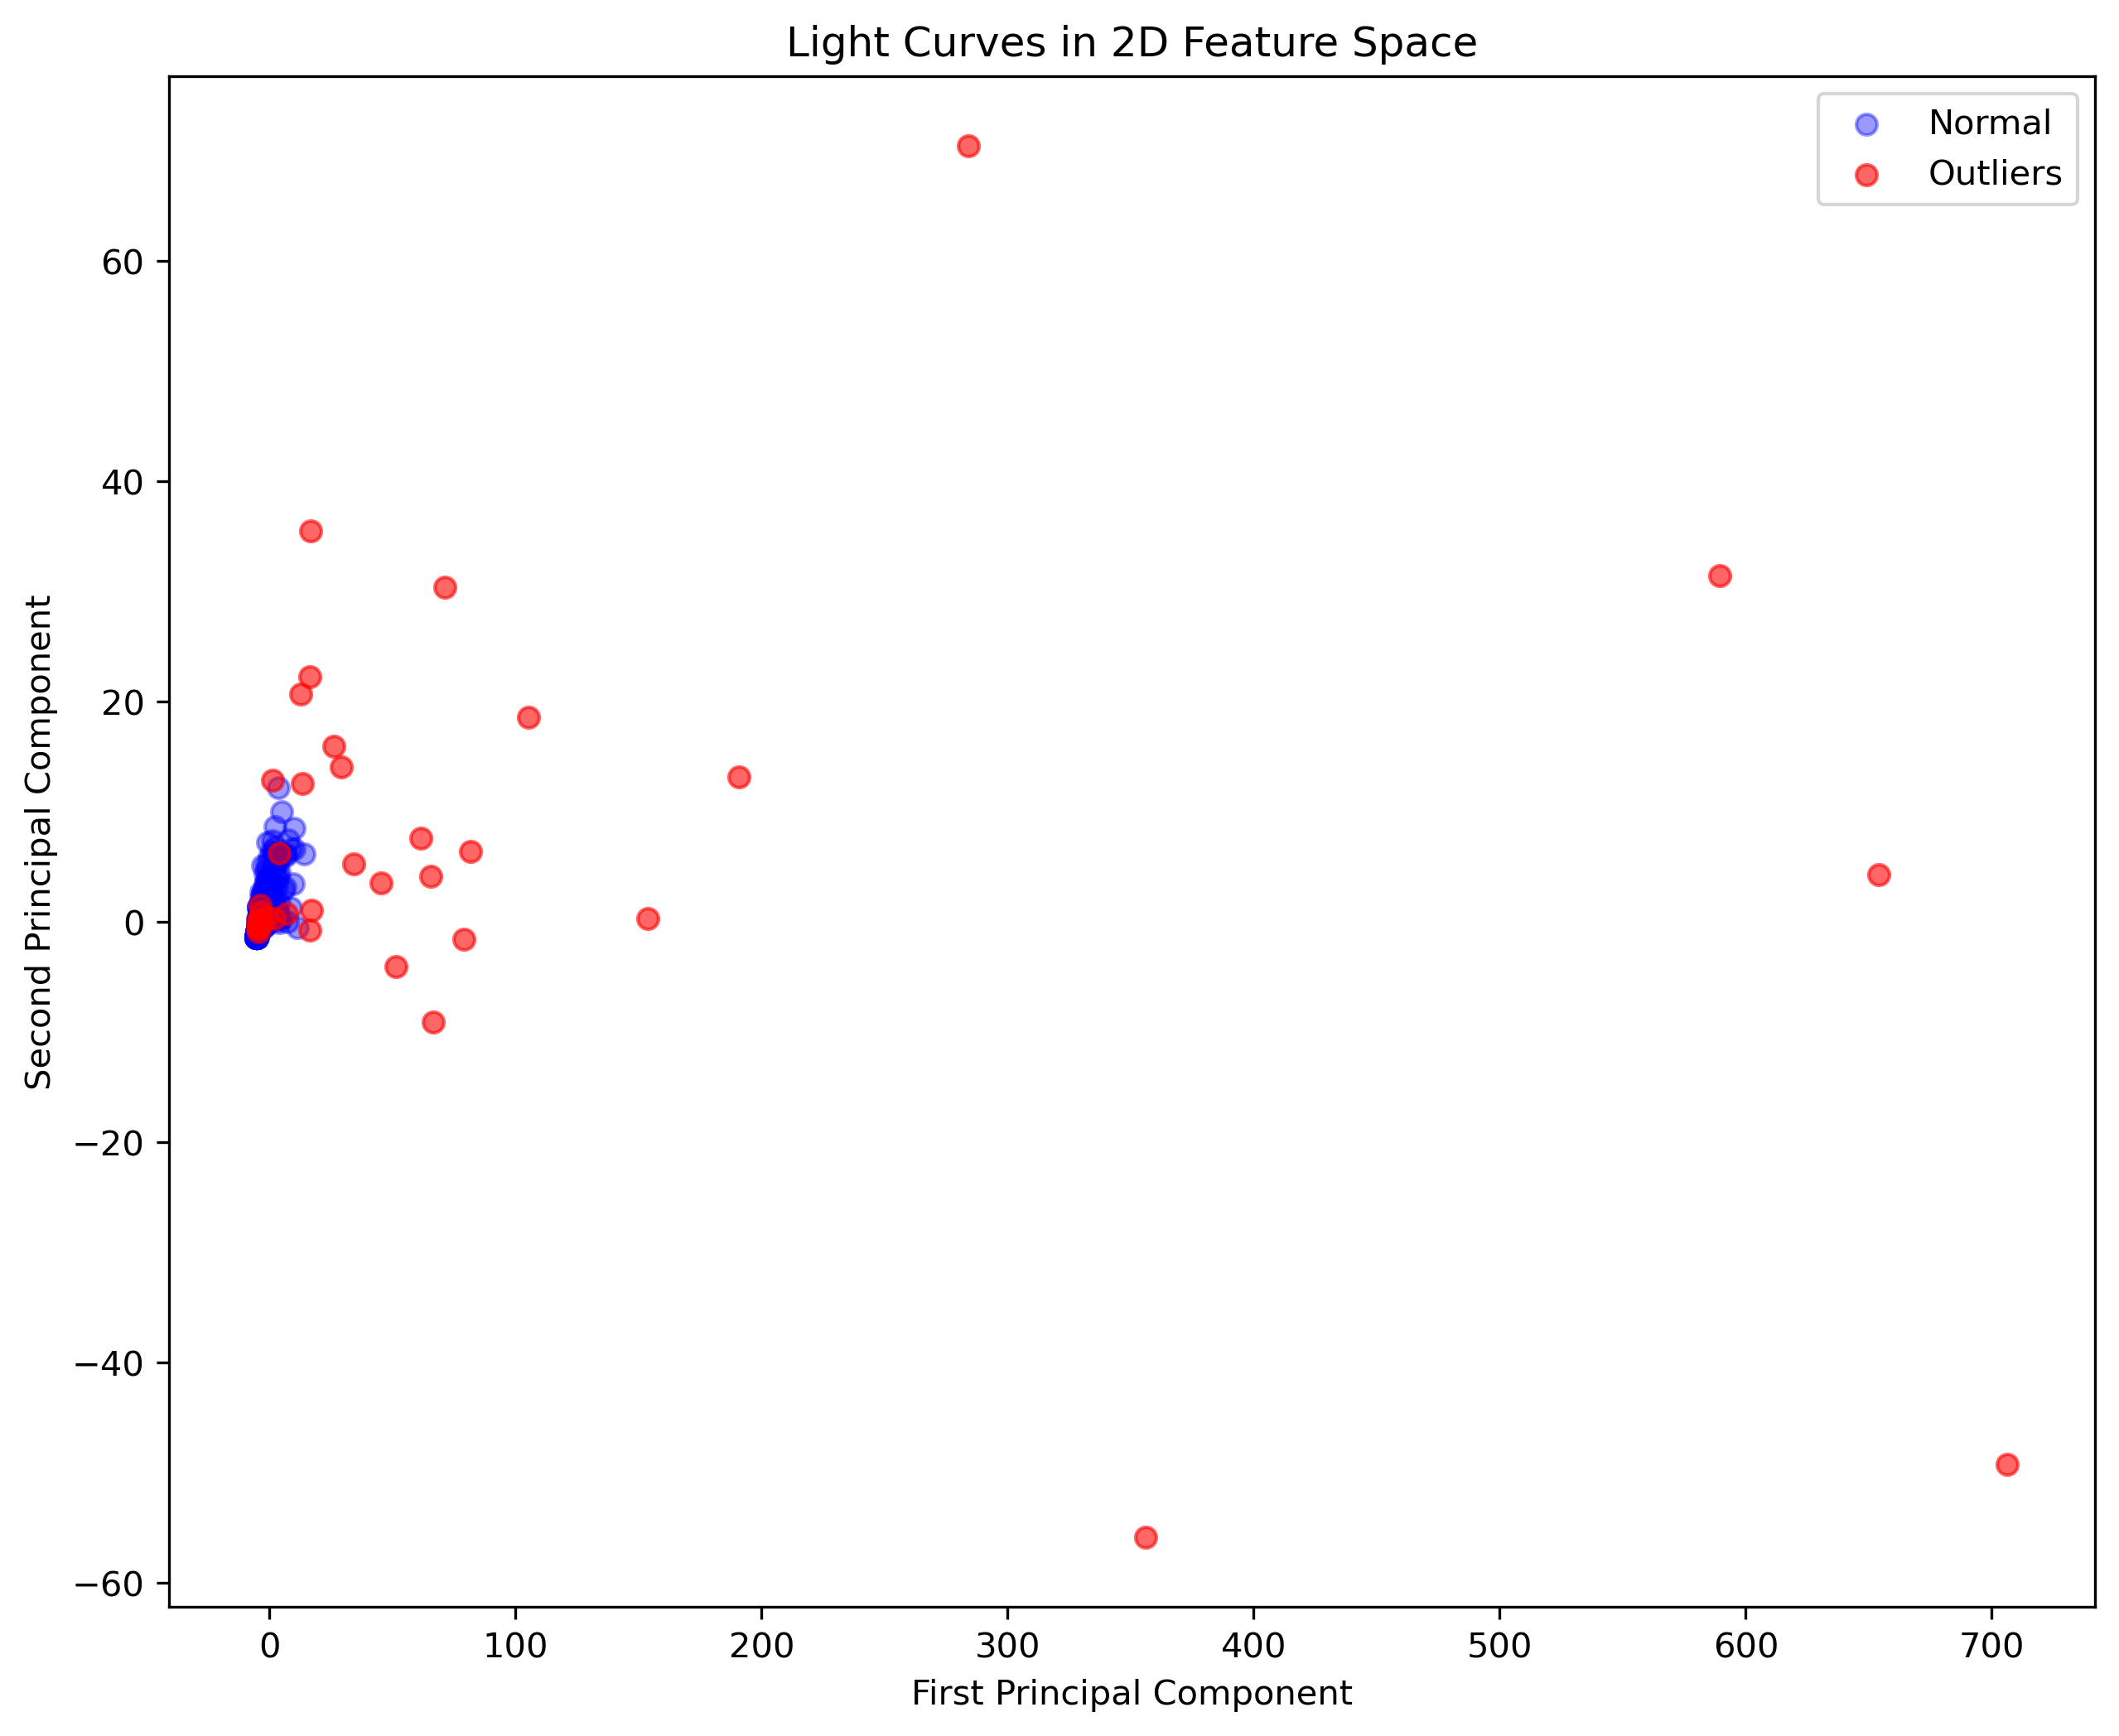 Light Curves in 2D Feature Space
Normal
Outliers
Second Principal Component
60
40
20
0
−20
−40
−60
0 100 200 300 400 500 600 700
First Principal Component